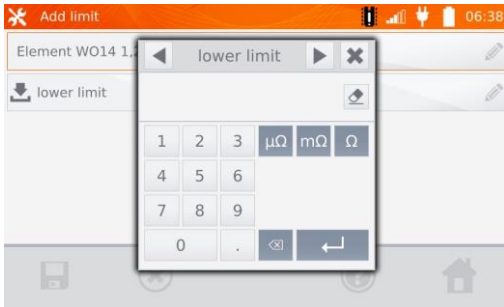 Add limit 06:38
Element WO14 1,2
lower limit
lower limit
1 2 3 µΩ mΩ Ω
4 5 6
7 8 9
0 .